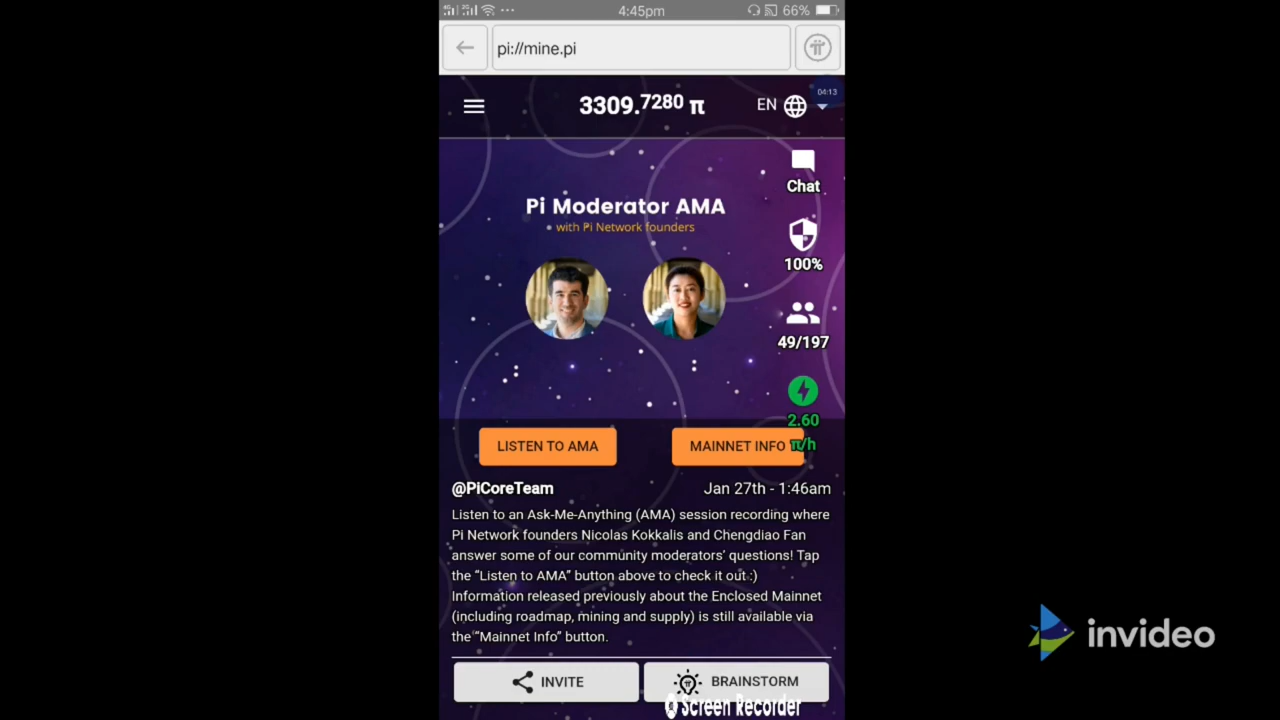 4:45pm
66%
pi://mine.pi
04:13
3309.7280 π
EN
Chat
Pi Moderator AMA
with Pi Network founders
100%
49/197
2.60
π/h
LISTEN TO AMA
MAINNET INFO
@PiCoreTeam
Jan 27th - 1:46am
Listen to an Ask-Me-Anything (AMA) session recording where
Pi Network founders Nicolas Kokkalis and Chengdiao Fan
answer some of our community moderators' questions! Tap
the “Listen to AMA” button above to check it out :)
Information released previously about the Enclosed Mainnet
(including roadmap, mining and supply) is still available via
the “Mainnet Info” button.
INVITE
BRAINSTORM
Screen Recorder
invideo